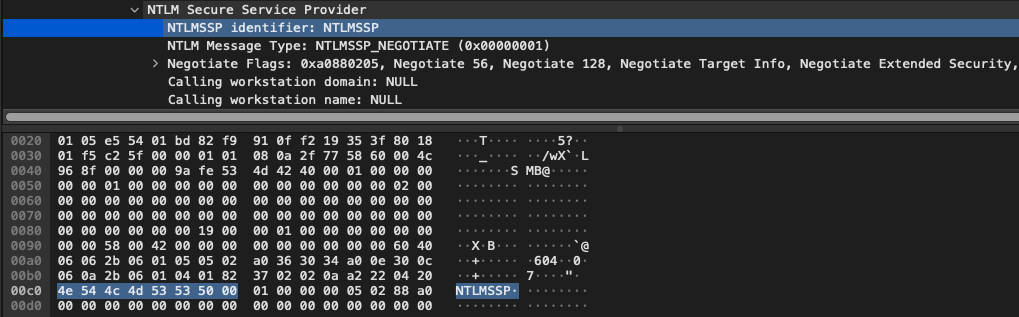 NTLM Secure Service Provider
NTLMSSP identifier: NTLMSSP
NTLM Message Type: NTLMSSP_NEGOTIATE (0x00000001)
Negotiate Flags: 0xa0880205, Negotiate 56, Negotiate 128, Negotiate Target Info, Negotiate Extended Security,
Calling workstation domain: NULL
Calling workstation name: NULL
0020 01 05 e5 54 01 bd 82 f9 91 0f f2 19 35 3f 80 18 ···T···· ····5?··
0030 01 f5 c2 5f 00 00 01 01 08 0a 2f 77 58 60 00 4c ···_···· ··/wX`·L
0040 96 8f 00 00 00 9a fe 53 4d 42 40 00 01 00 00 00 ·······S MB@·····
0050 00 00 01 00 00 00 00 00 00 00 00 00 00 00 02 00 ········ ········
0060 00 00 00 00 00 00 00 00 00 00 00 00 00 00 00 00 ········ ········
0070 00 00 00 00 00 00 00 00 00 00 00 00 00 00 00 00 ········ ········
0080 00 00 00 00 00 00 19 00 00 01 00 00 00 00 00 00 ········ ········
0090 00 00 58 00 42 00 00 00 00 00 00 00 00 00 60 40 ··X·B··· ······`@
00a0 06 06 2b 06 01 05 05 02 a0 36 30 34 a0 0e 30 0c ··+····· ·604··0·
00b0 06 0a 2b 06 01 04 01 82 37 02 02 0a a2 22 04 20 ··+····· 7····"· 
00c0 4e 54 4c 4d 53 53 50 00 01 00 00 00 05 02 88 a0 NTLMSSP· ········
00d0 00 00 00 00 00 00 00 00 00 00 00 00 00 00 00 00 ········ ········